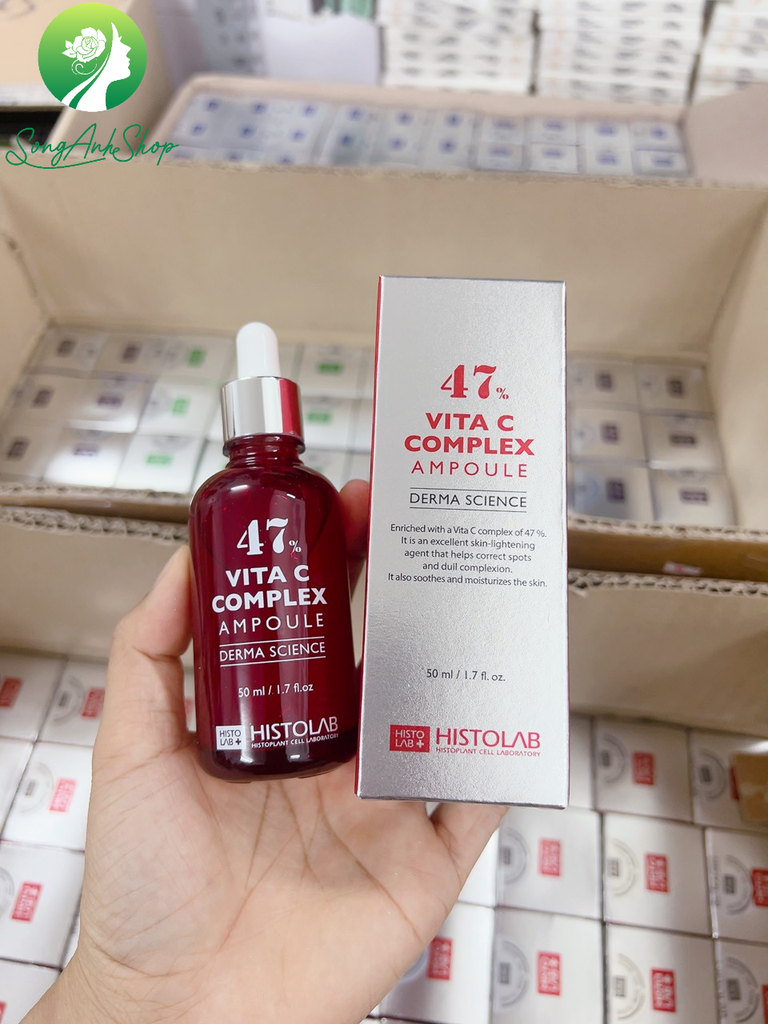 SongAnhShop
47%
VITA C
COMPLEX
AMPOULE
DERMA SCIENCE
50 ml / 1.7 fl.oz
HISTO
LAB+
HISTOLAB
HISTOPLANT CELL LABORATORY
47%
VITA C
COMPLEX
AMPOULE
DERMA SCIENCE
Enriched with a Vita C complex of 47 %.
It is an excellent skin-lightening
agent that helps correct spots
and dull complexion.
It also soothes and moisturizes the skin.
50 ml / 1.7 fl. oz.
HISTO
LAB+
HISTOLAB
HISTOPLANT CELL LABORATORY